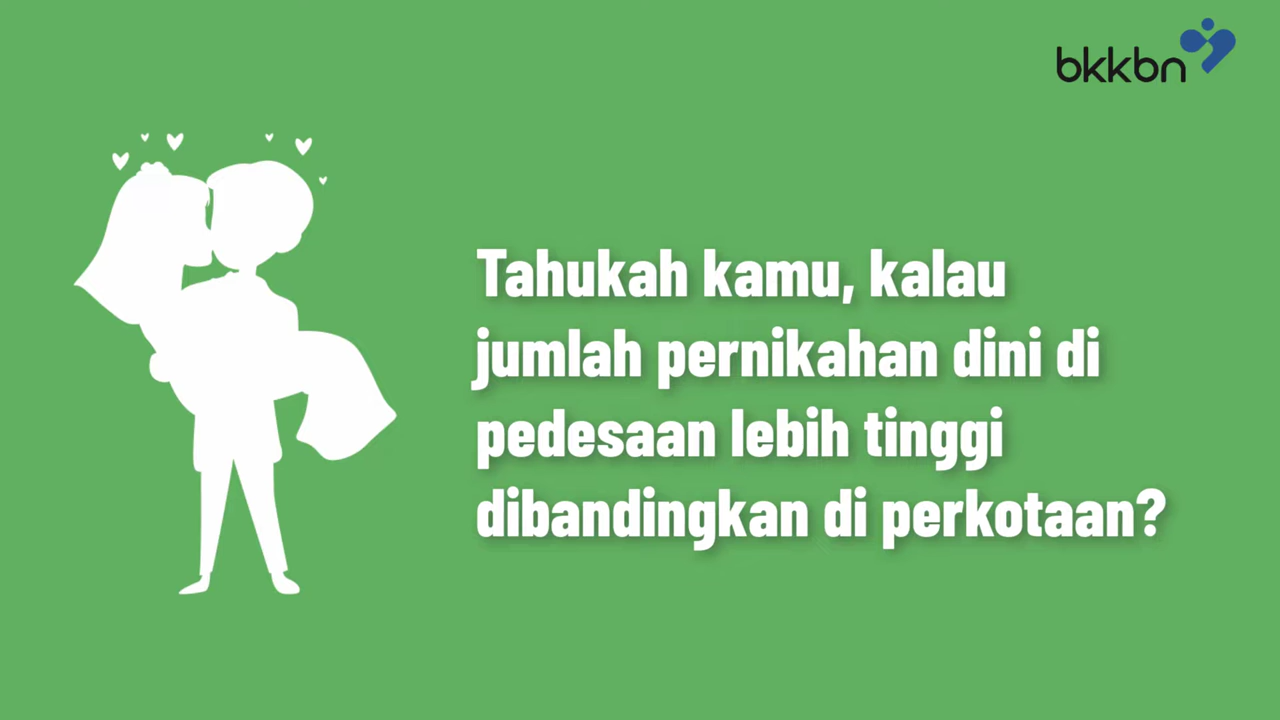 bkkbn
Tahukah kamu, kalau
jumlah pernikahan dini di
pedesaan lebih tinggi
dibandingkan di perkotaan?